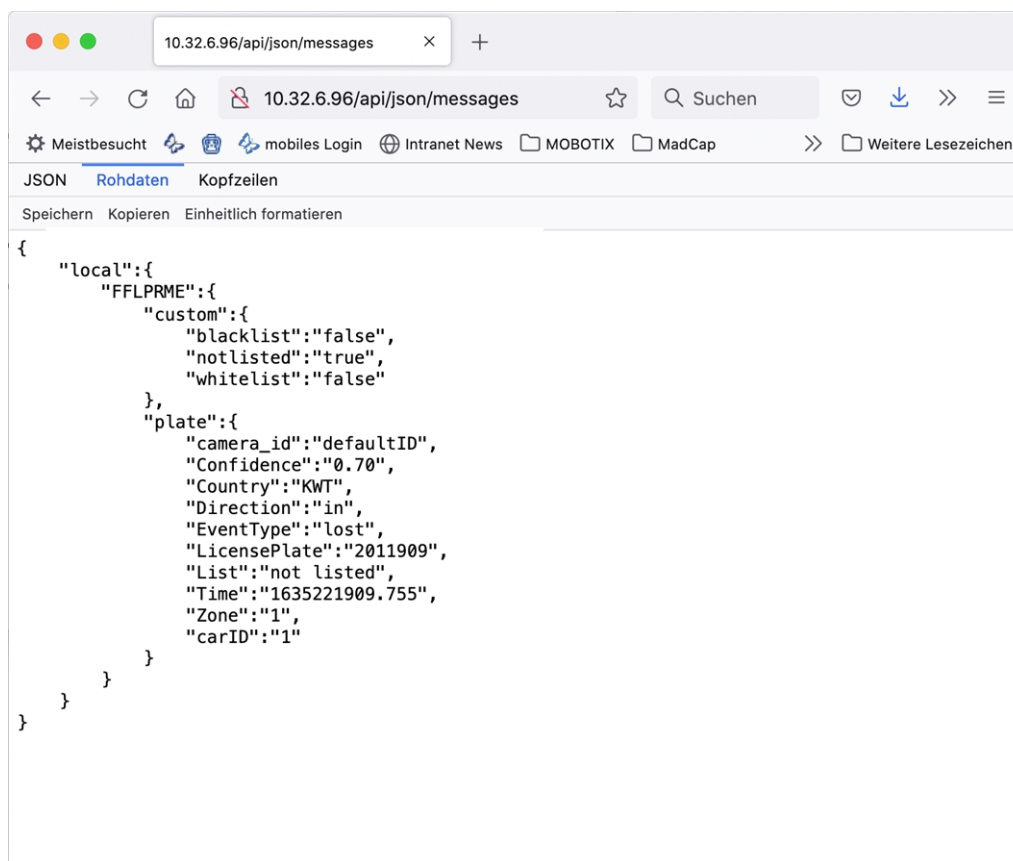 10.32.6.96/api/json/messages
10.32.6.96/api/json/messages Suchen
Meistbesucht mobiles Login Intranet News MOBOTIX MadCap Weitere Lesezeichen
JSON Rohdaten Kopfzeilen
Speichern Kopieren Einheitlich formatieren
{
    "local":{
        "FFLPRME":{
            "custom":{
                "blacklist":"false",
                "notlisted":"true",
                "whitelist":"false"
            },
            "plate":{
                "camera_id":"defaultID",
                "Confidence":"0.70",
                "Country":"KWT",
                "Direction":"in",
                "EventType":"lost",
                "LicensePlate":"2011909",
                "List":"not listed",
                "Time":"1635221909.755",
                "Zone":"1",
                "carID":"1"
            }
        }
    }
}